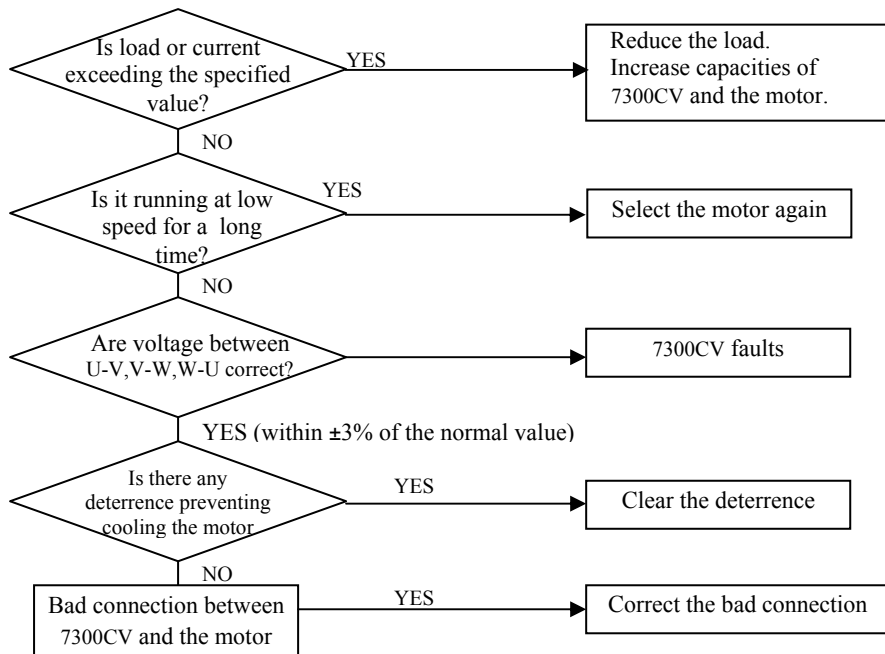 Is load or current
exceeding the specified
value?
YES
Reduce the load.
Increase capacities of
7300CV and the motor.
NO
Is it running at low
speed for a long
time?
YES
Select the motor again
NO
Are voltage between
U-V,V-W,W-U correct?
7300CV faults
YES (within ±3% of the normal value)
Is there any
deterrence preventing
cooling the motor
YES
Clear the deterrence
NO
Bad connection between
7300CV and the motor
YES
Correct the bad connection